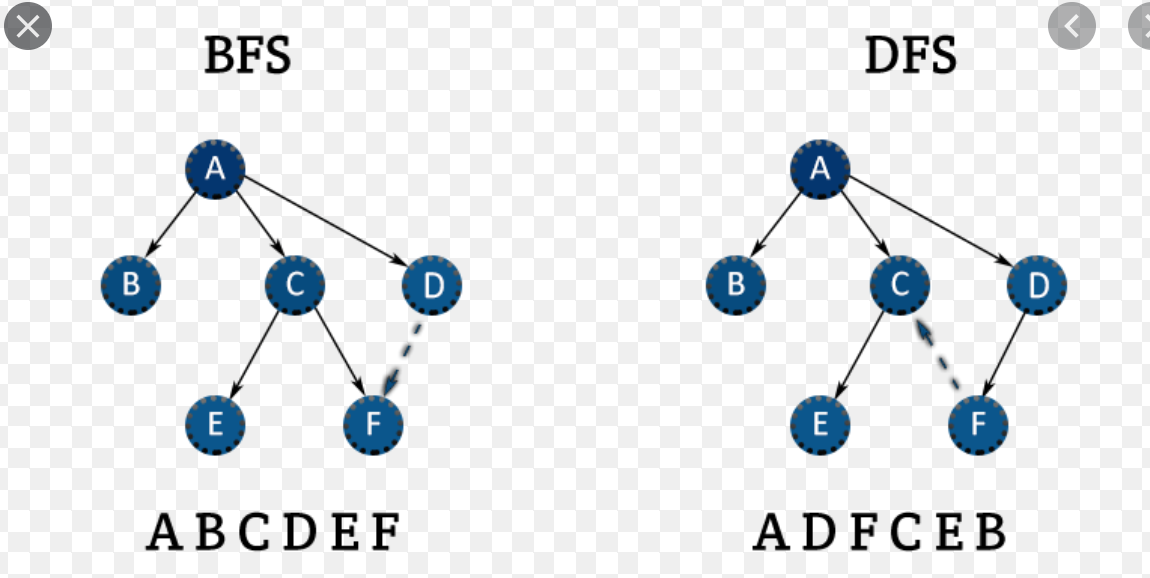 BFS
A
B C D
E F
A B C D E F
DFS
A
B C D
E F
A D F C E B